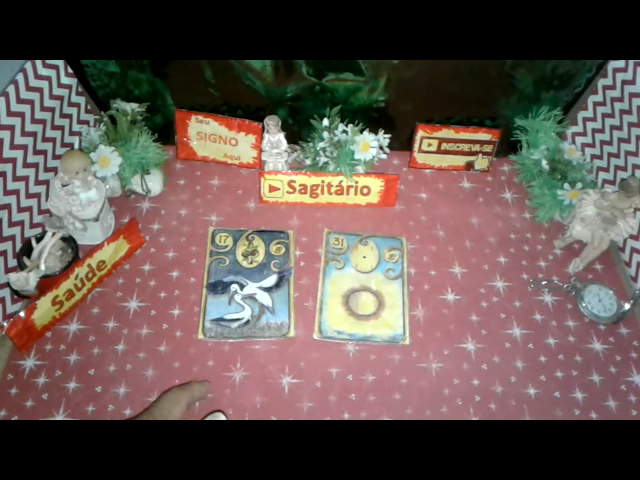 Seu
SIGNO
Aqui
INSCREVA-SE
Sagitário
Saúde
17
31